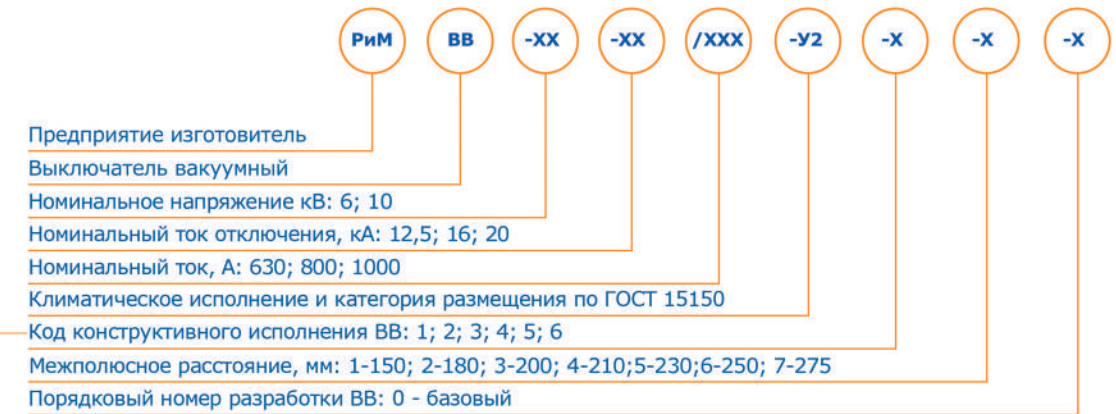 РиМ ВВ -ХХ -ХХ /ХХХ -У2 -Х -Х -Х
Предприятие изготовитель
Выключатель вакуумный
Номинальное напряжение кВ: 6; 10
Номинальный ток отключения, кА: 12,5; 16; 20
Номинальный ток, А: 630; 800; 1000
Климатическое исполнение и категория размещения по ГОСТ 15150
Код конструктивного исполнения ВВ: 1; 2; 3; 4; 5; 6
Межполюсное расстояние, мм: 1-150; 2-180; 3-200; 4-210;5-230;6-250; 7-275
Порядковый номер разработки ВВ: 0 - базовый